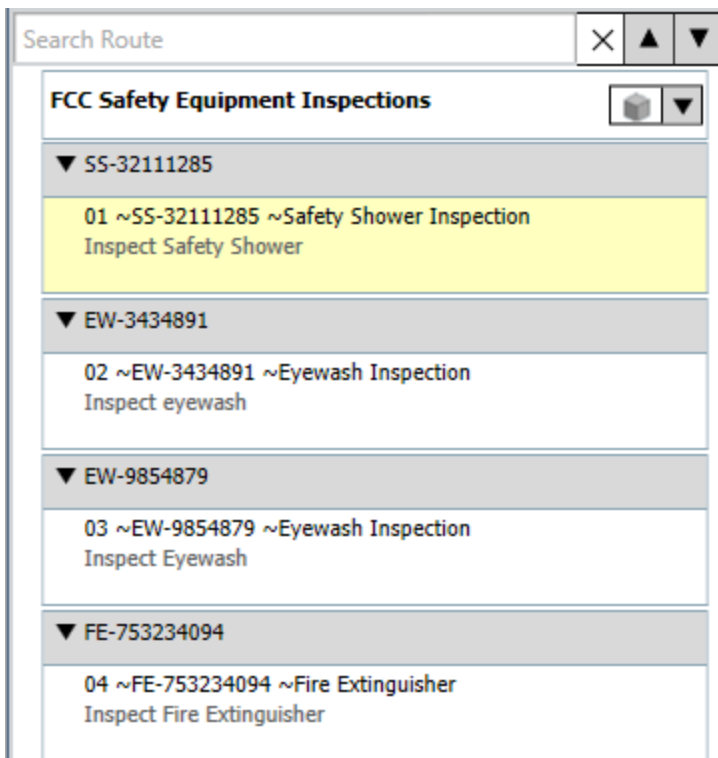 Search Route
FCC Safety Equipment Inspections
SS-32111285
01 ~SS-32111285 ~Safety Shower Inspection
Inspect Safety Shower
EW-3434891
02 ~EW-3434891 ~Eyewash Inspection
Inspect eyewash
EW-9854879
03 ~EW-9854879 ~Eyewash Inspection
Inspect Eyewash
FE-753234094
04 ~FE-753234094 ~Fire Extinguisher
Inspect Fire Extinguisher